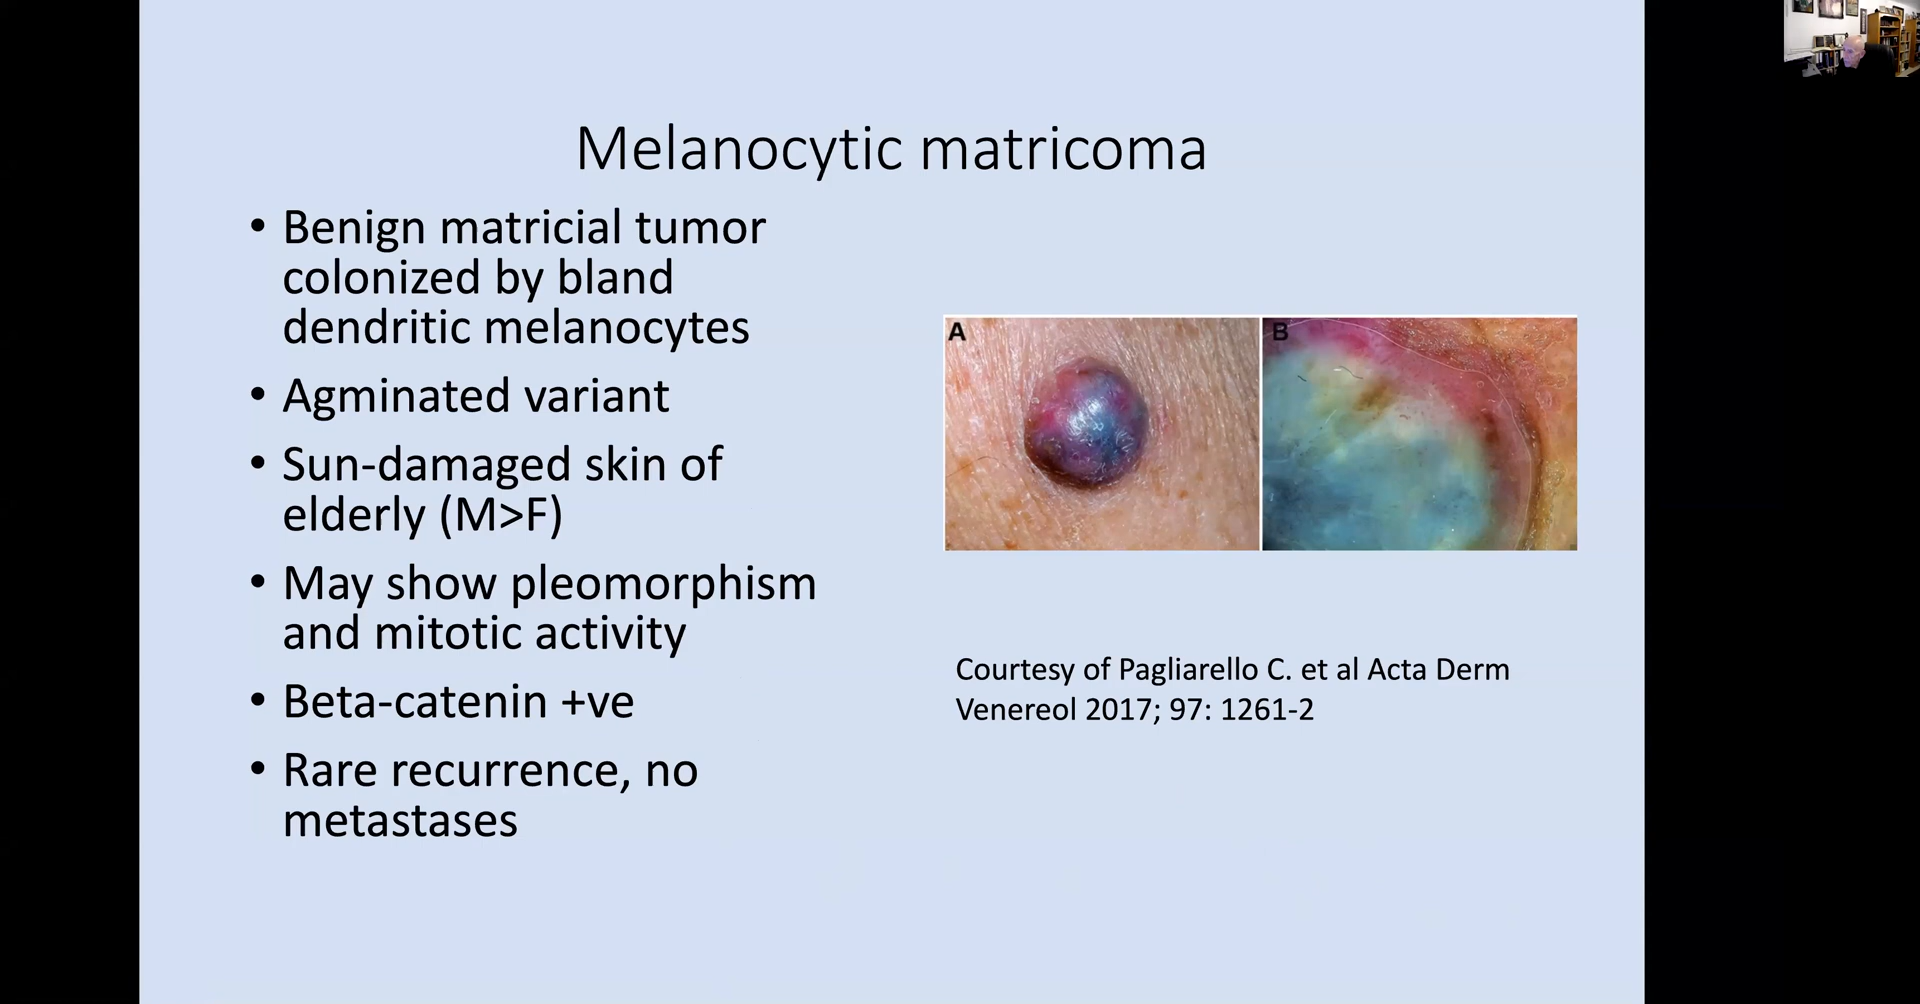 Melanocytic matricoma
• Benign matricial tumor
colonized by bland
dendritic melanocytes
• Agminated variant
• Sun-damaged skin of
elderly (M>F)
• May show pleomorphism
and mitotic activity
• Beta-catenin +ve
• Rare recurrence, no
metastases
A
B
Courtesy of Pagliarello C. et al Acta Derm
Venereol 2017; 97: 1261-2